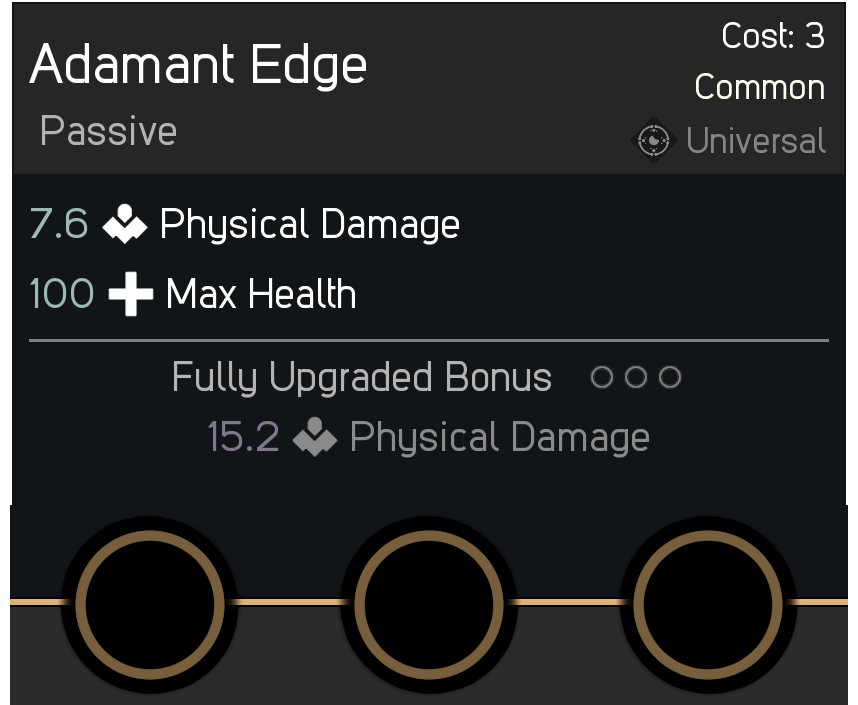 Adamant Edge
Cost: 3
Common
Passive
Universal
7.6 Physical Damage
100 Max Health
Fully Upgraded Bonus
15.2 Physical Damage